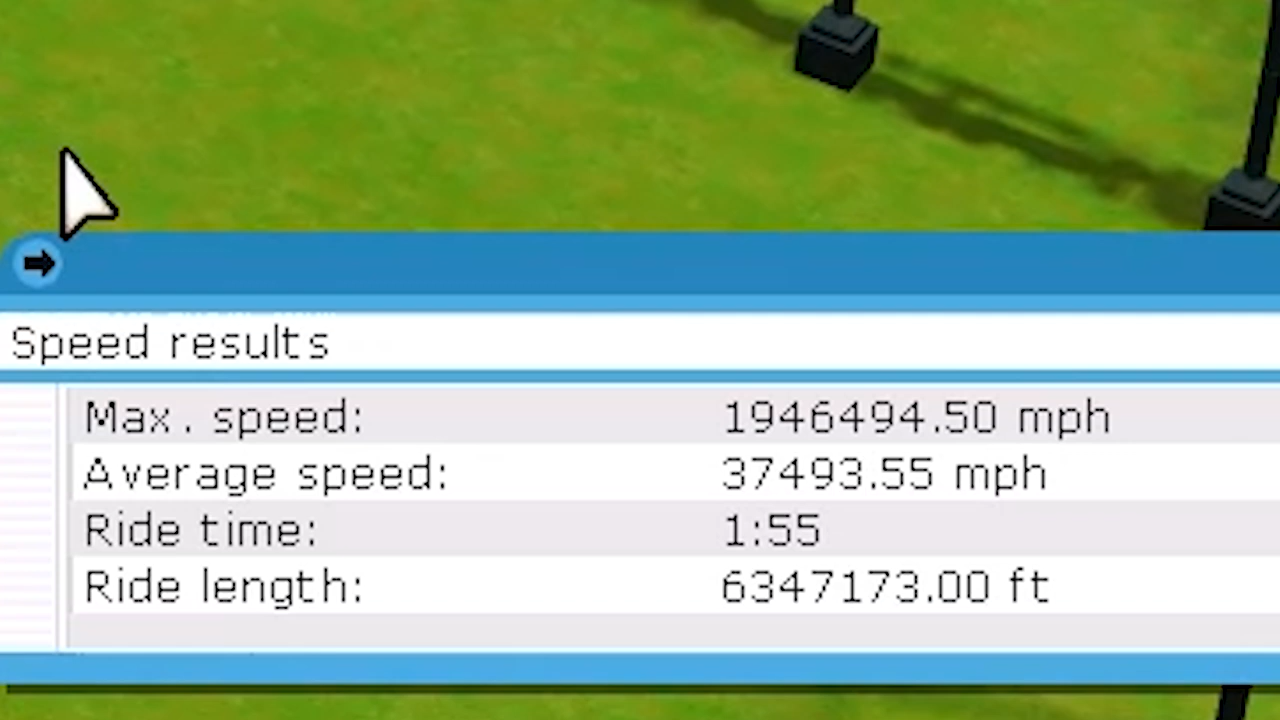 Speed results
Max. speed: 1946494.50 mph
Average speed: 37493.55 mph
Ride time: 1:55
Ride length: 6347173.00 ft